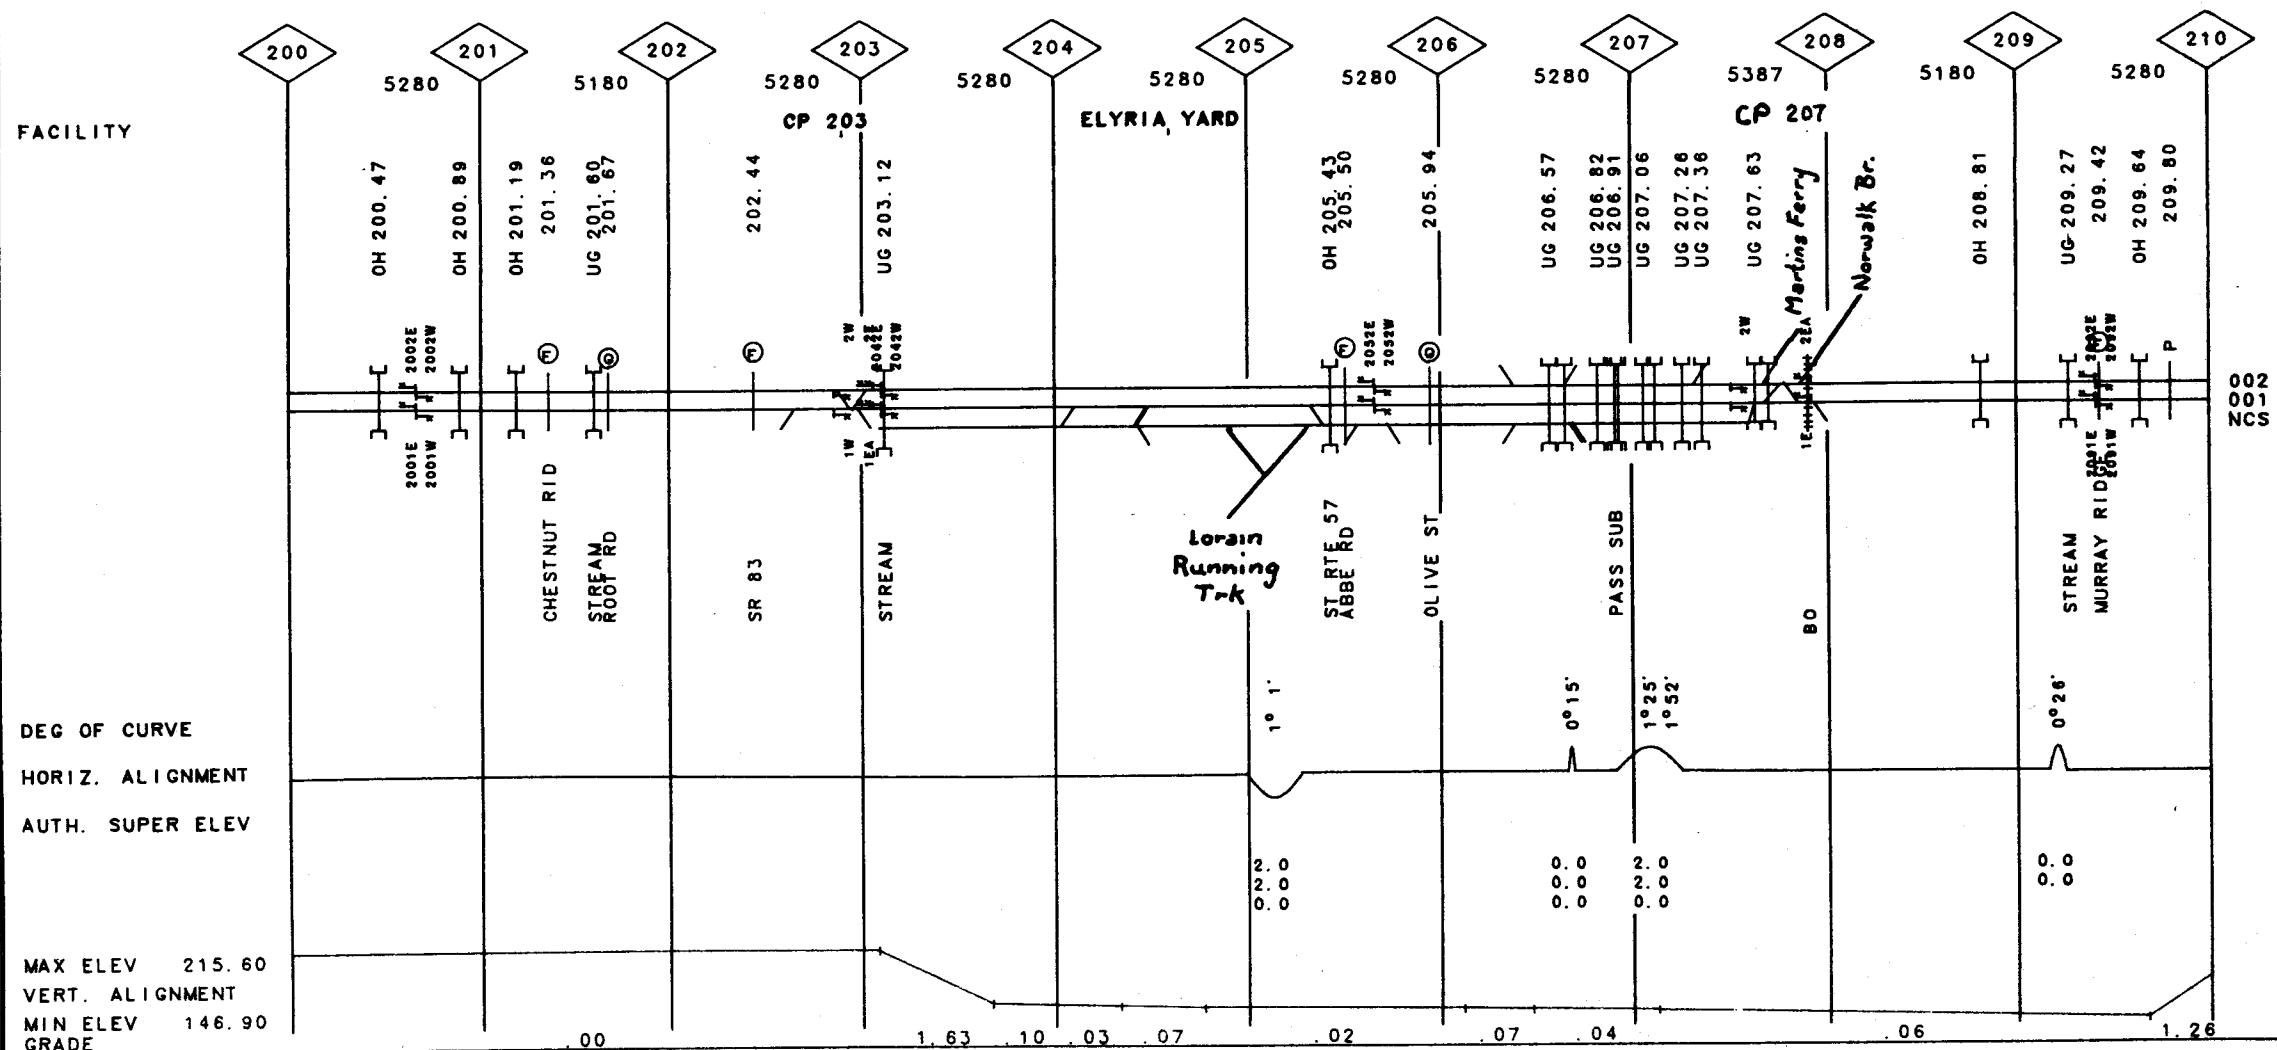 200 201 202 203 204 205 206 207 208 209 210
5280 5180 5280 5280 5280 5280 5280 5387 5180 5280
FACILITY
CP 203
ELYRIA YARD
CP 207
OH 200.47
OH 200.89
OH 201.19
201.36
UG 201.60
201.67
202.44
UG 203.12
OH 205.43
205.50
205.94
UG 206.57
UG 206.82
UG 206.91
UG 207.06
UG 207.26
UG 207.36
UG 207.63
Martins Ferry
Norwalk Br.
OH 208.81
UG 209.27
209.42
OH 209.64
209.80
2002E
2002W
2W
2E
2042E
2042W
2052E
2052W
2W
2EA
2092E
2092W
P
F
G
F
F
G
002
001
NCS
2001E
2001W
1W
1EA
1E
2091E
2091W
CHESTNUT RID
STREAM
ROOT RD
SR 83
STREAM
Lorain
Running
Trk
ST RTE 57
ABBE RD
OLIVE ST
PASS SUB
BO
STREAM
MURRAY RIDGE
DEG OF CURVE
1° 1'
0°15'
1°25'
1°52'
0°26'
HORIZ. ALIGNMENT
AUTH. SUPER ELEV
2.0 0.0 2.0 0.0
2.0 0.0 2.0 0.0
0.0 0.0 0.0
MAX ELEV 215.60
VERT. ALIGNMENT
MIN ELEV 146.90
GRADE .00 1.63 .10 .03 .07 .02 .07 .04 .06 1.26